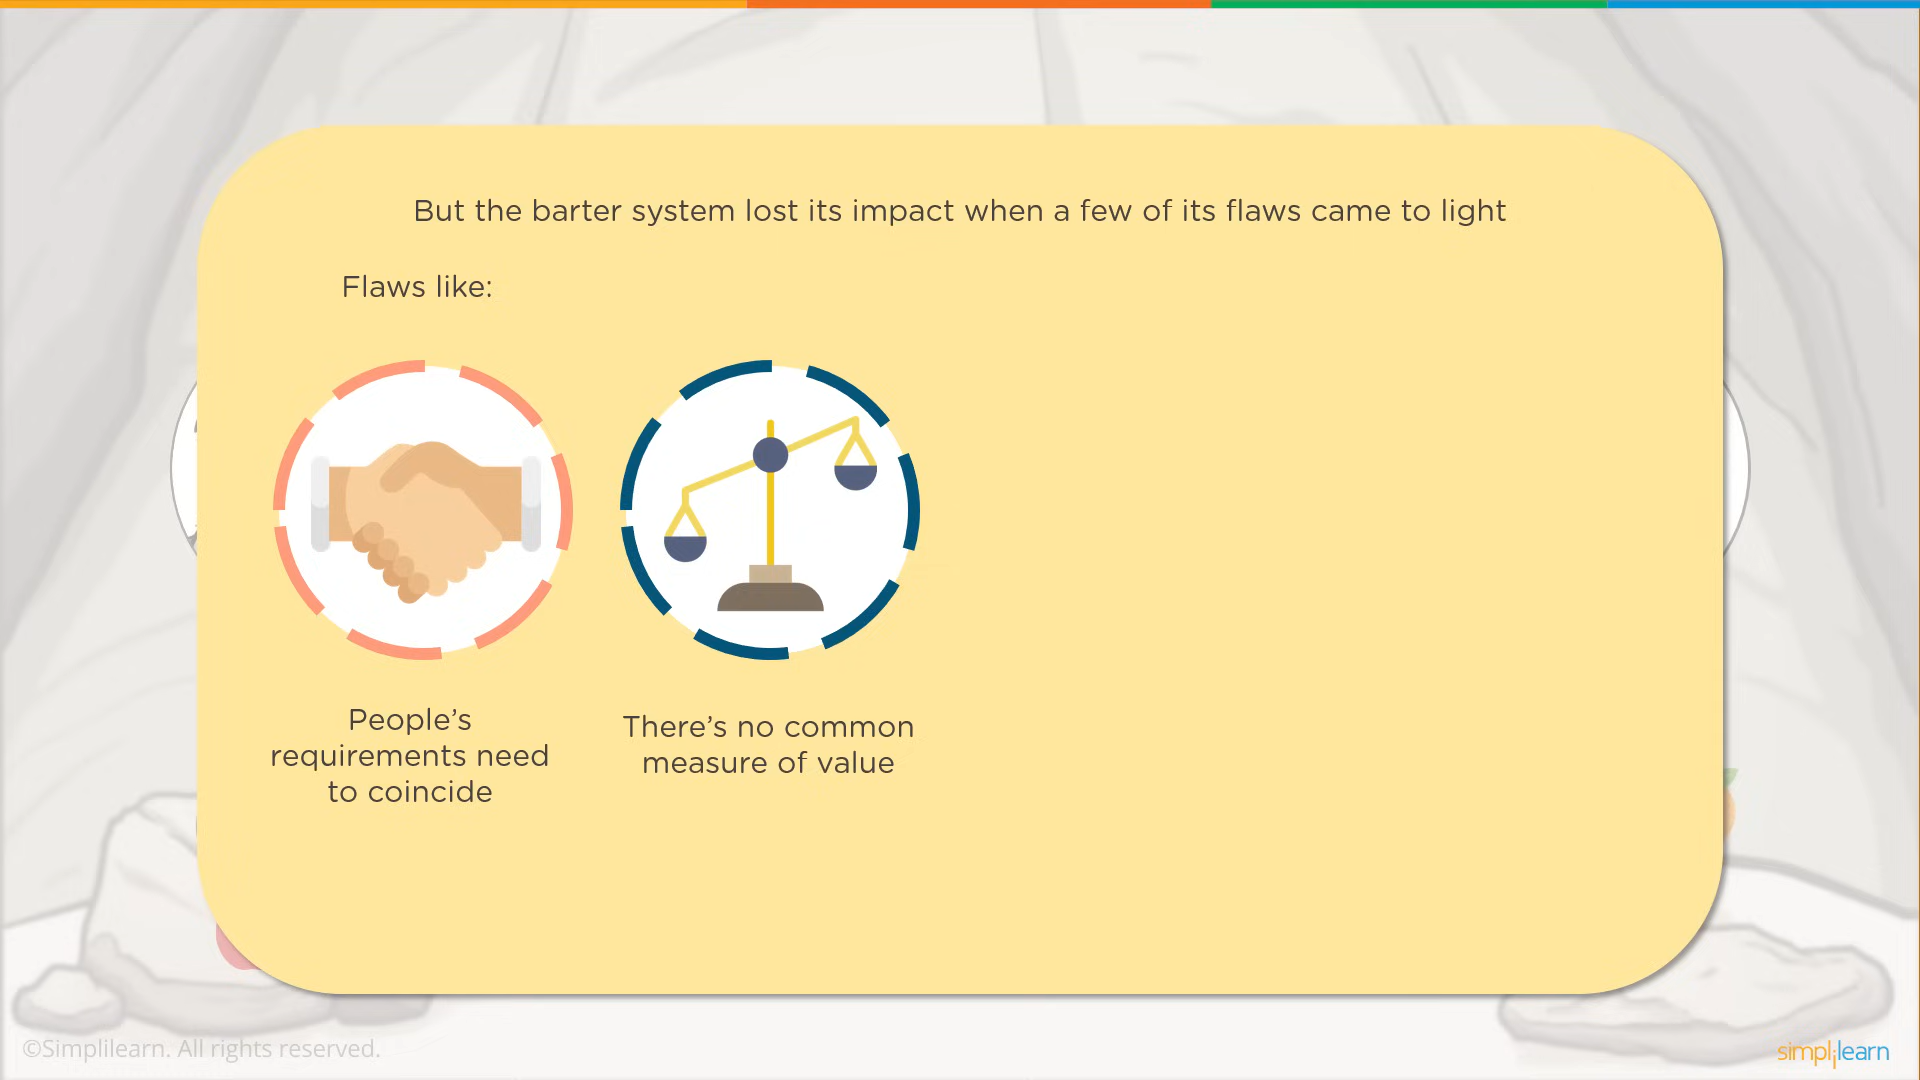 But the barter system lost its impact when a few of its flaws came to light
Flaws like:
People’s
requirements need
to coincide
There’s no common
measure of value
©Simplilearn. All rights reserved.
simplilearn